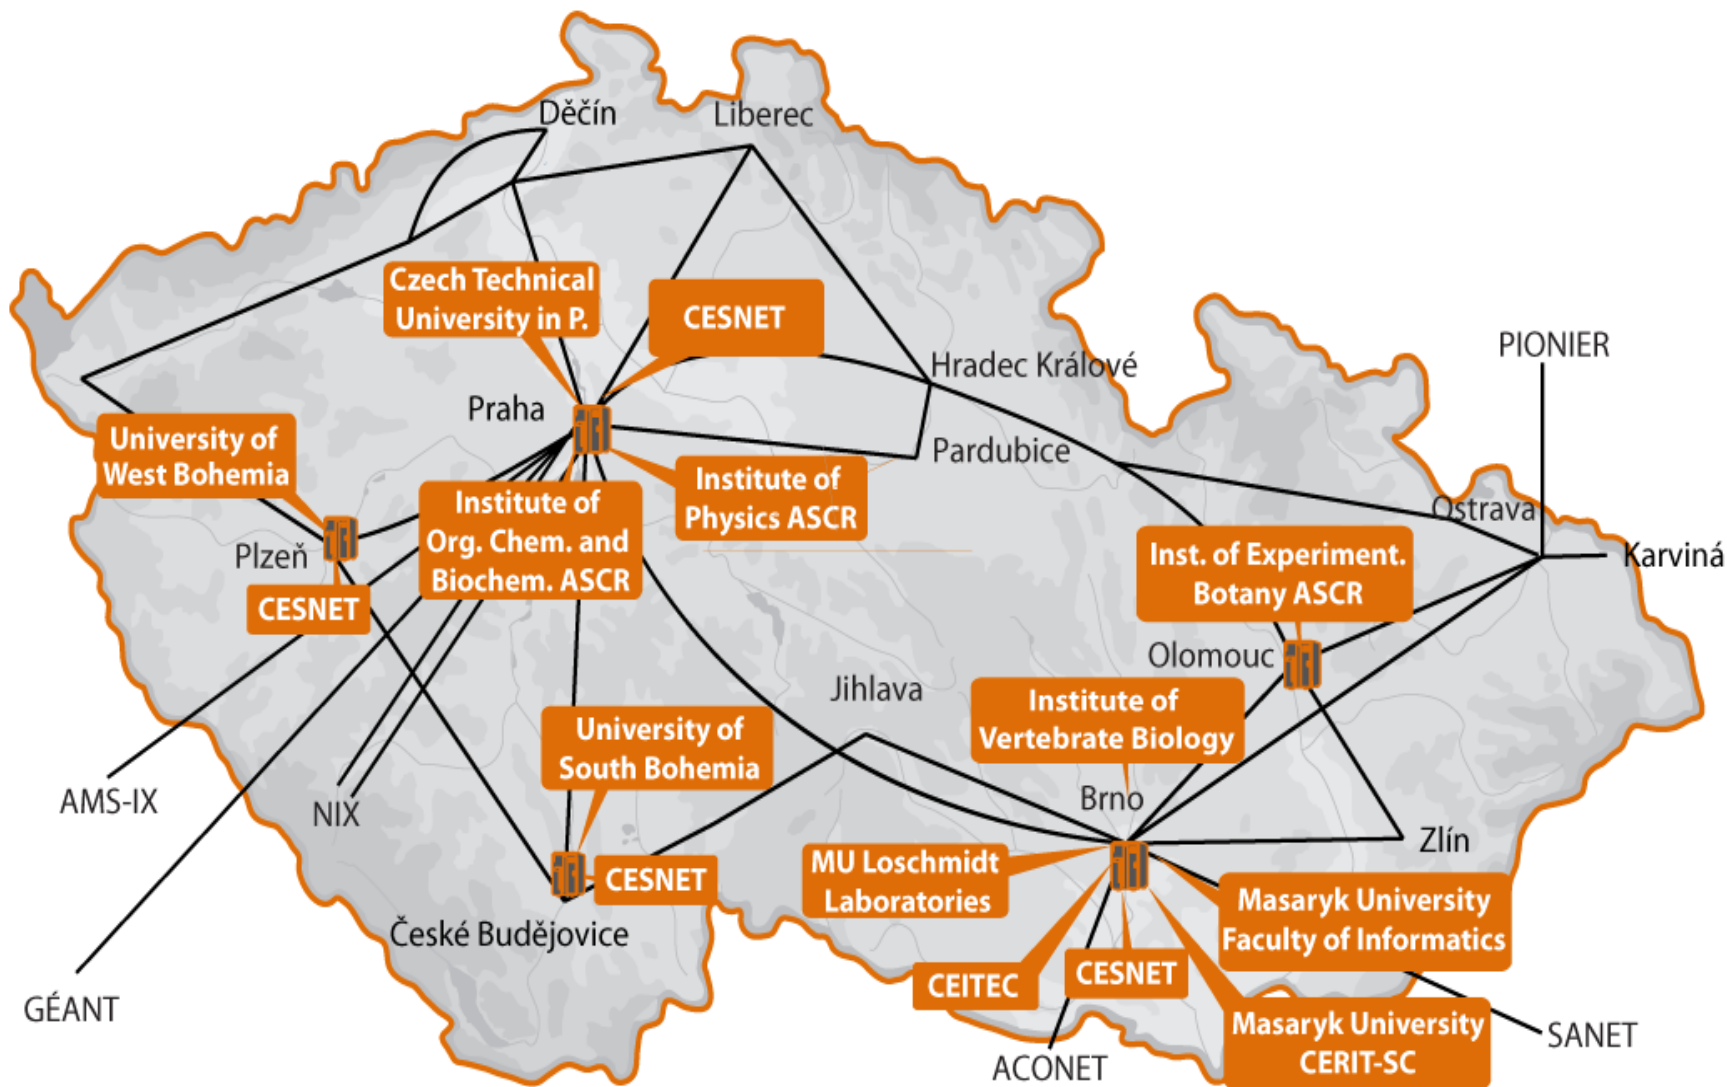 Děčín
Liberec
Czech Technical
University in P.
CESNET
PIONIER
Hradec Králové
Praha
Pardubice
University of
West Bohemia
Institute of
Physics ASCR
Institute of
Org. Chem. and
Biochem. ASCR
Ostrava
Karviná
Plzeň
Inst. of Experiment.
Botany ASCR
CESNET
Olomouc
Jihlava
Institute of
Vertebrate Biology
University of
South Bohemia
AMS-IX
NIX
Brno
Zlín
MU Loschmidt
Laboratories
CESNET
Masaryk University
Faculty of Informatics
České Budějovice
CEITEC
CESNET
GÉANT
Masaryk University
CERIT-SC
SANET
ACONET